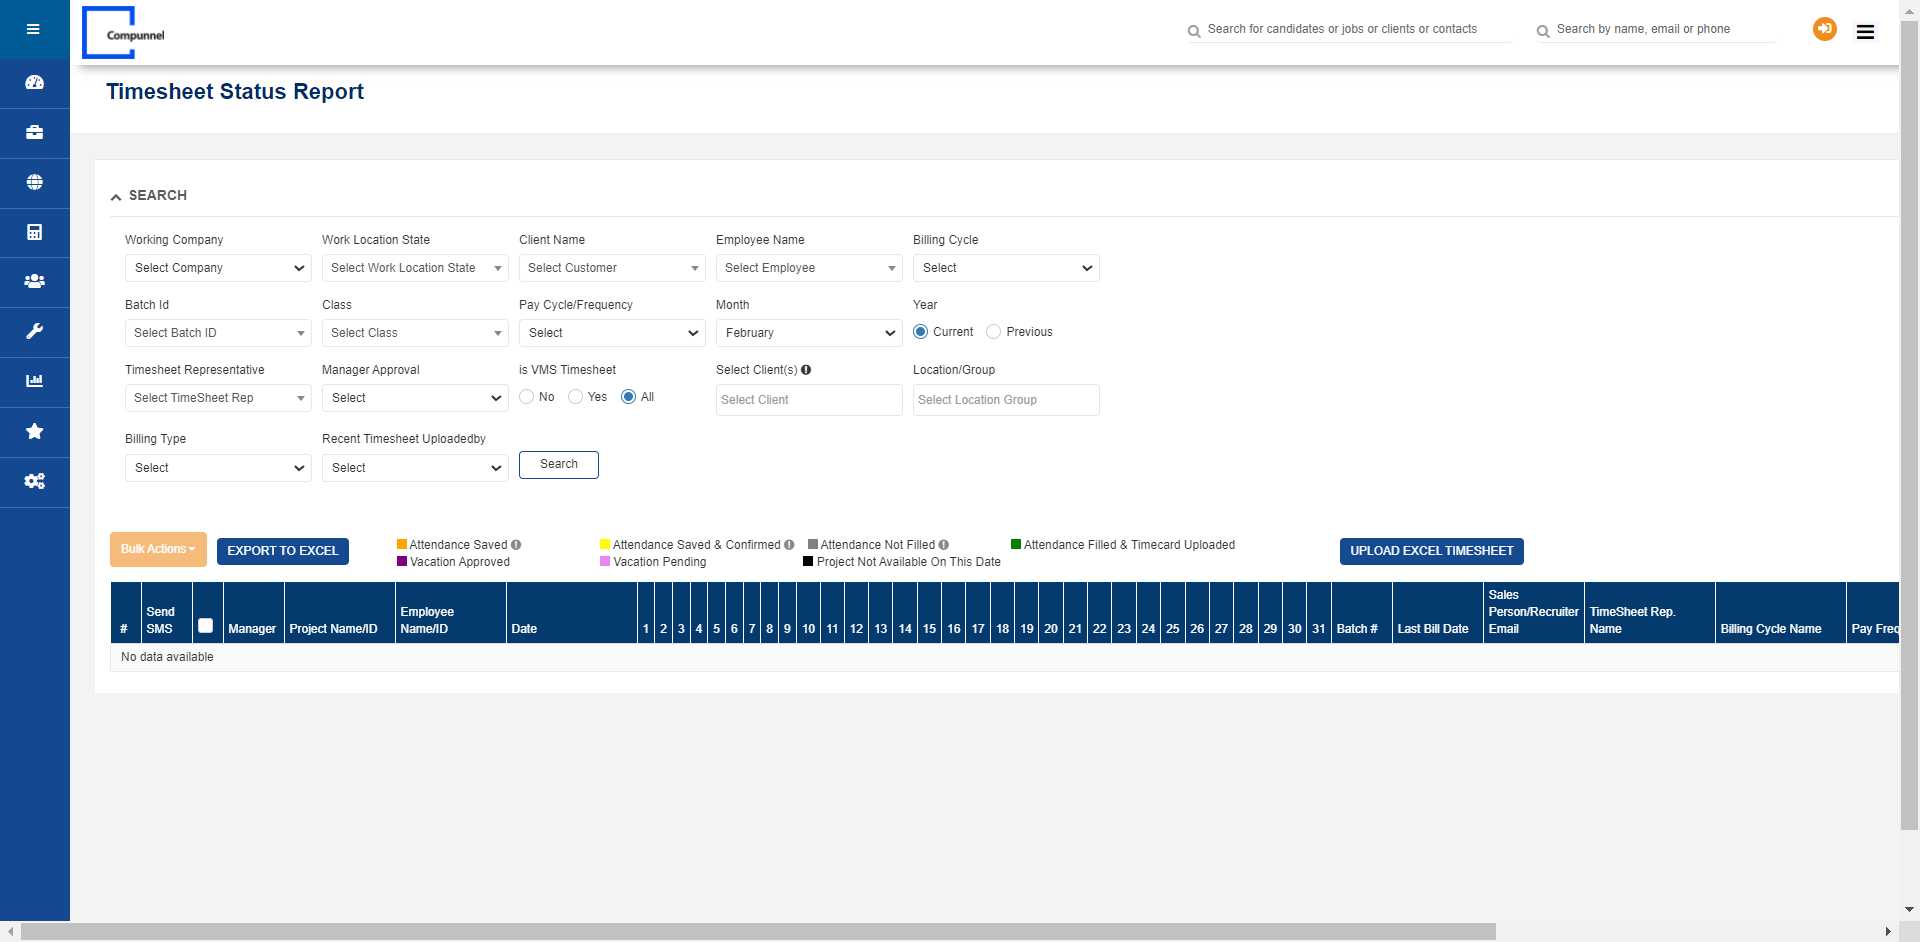 Compunnel
Search for candidates or jobs or clients or contacts
Search by name, email or phone
Timesheet Status Report
SEARCH
Working Company
Work Location State
Client Name
Employee Name
Billing Cycle
Select Company
Select Work Location State
Select Customer
Select Employee
Select
Batch Id
Class
Pay Cycle/Frequency
Month
Year
Select Batch ID
Select Class
Select
February
Current
Previous
Timesheet Representative
Manager Approval
is VMS Timesheet
Select Client(s)
Location/Group
Select TimeSheet Rep
Select
No
Yes
All
Select Client
Select Location Group
Billing Type
Recent Timesheet Uploadedby
Select
Select
Search
Bulk Actions
EXPORT TO EXCEL
Attendance Saved
Attendance Saved & Confirmed
Attendance Not Filled
Attendance Filled & Timecard Uploaded
Vacation Approved
Vacation Pending
Project Not Available On This Date
UPLOAD EXCEL TIMESHEET
#
Send
SMS
Manager
Project Name/ID
Employee
Name/ID
Date
1 2 3 4 5 6 7 8 9 10 11 12 13 14 15 16 17 18 19 20 21 22 23 24 25 26 27 28 29 30 31
Batch #
Last Bill Date
Sales
Person/Recruiter
Email
TimeSheet Rep.
Name
Billing Cycle Name
Pay Freq
No data available